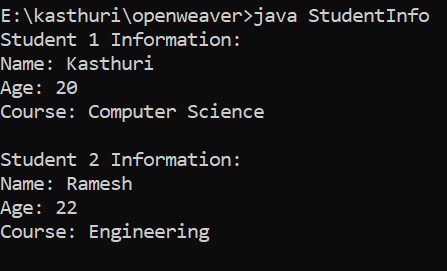 E:\kasthuri\openweaver>java StudentInfo
Student 1 Information:
Name: Kasthuri
Age: 20
Course: Computer Science
Student 2 Information:
Name: Ramesh
Age: 22
Course: Engineering